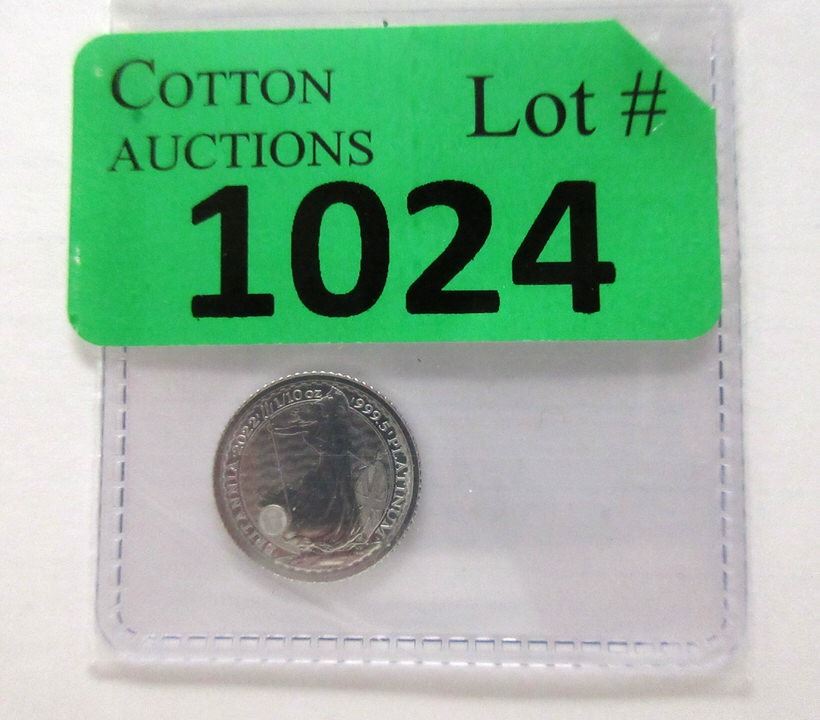 COTTON
AUCTIONS
Lot #
1024
BRITANNIA 2022 1/10 oz 999.5 PLATINUM